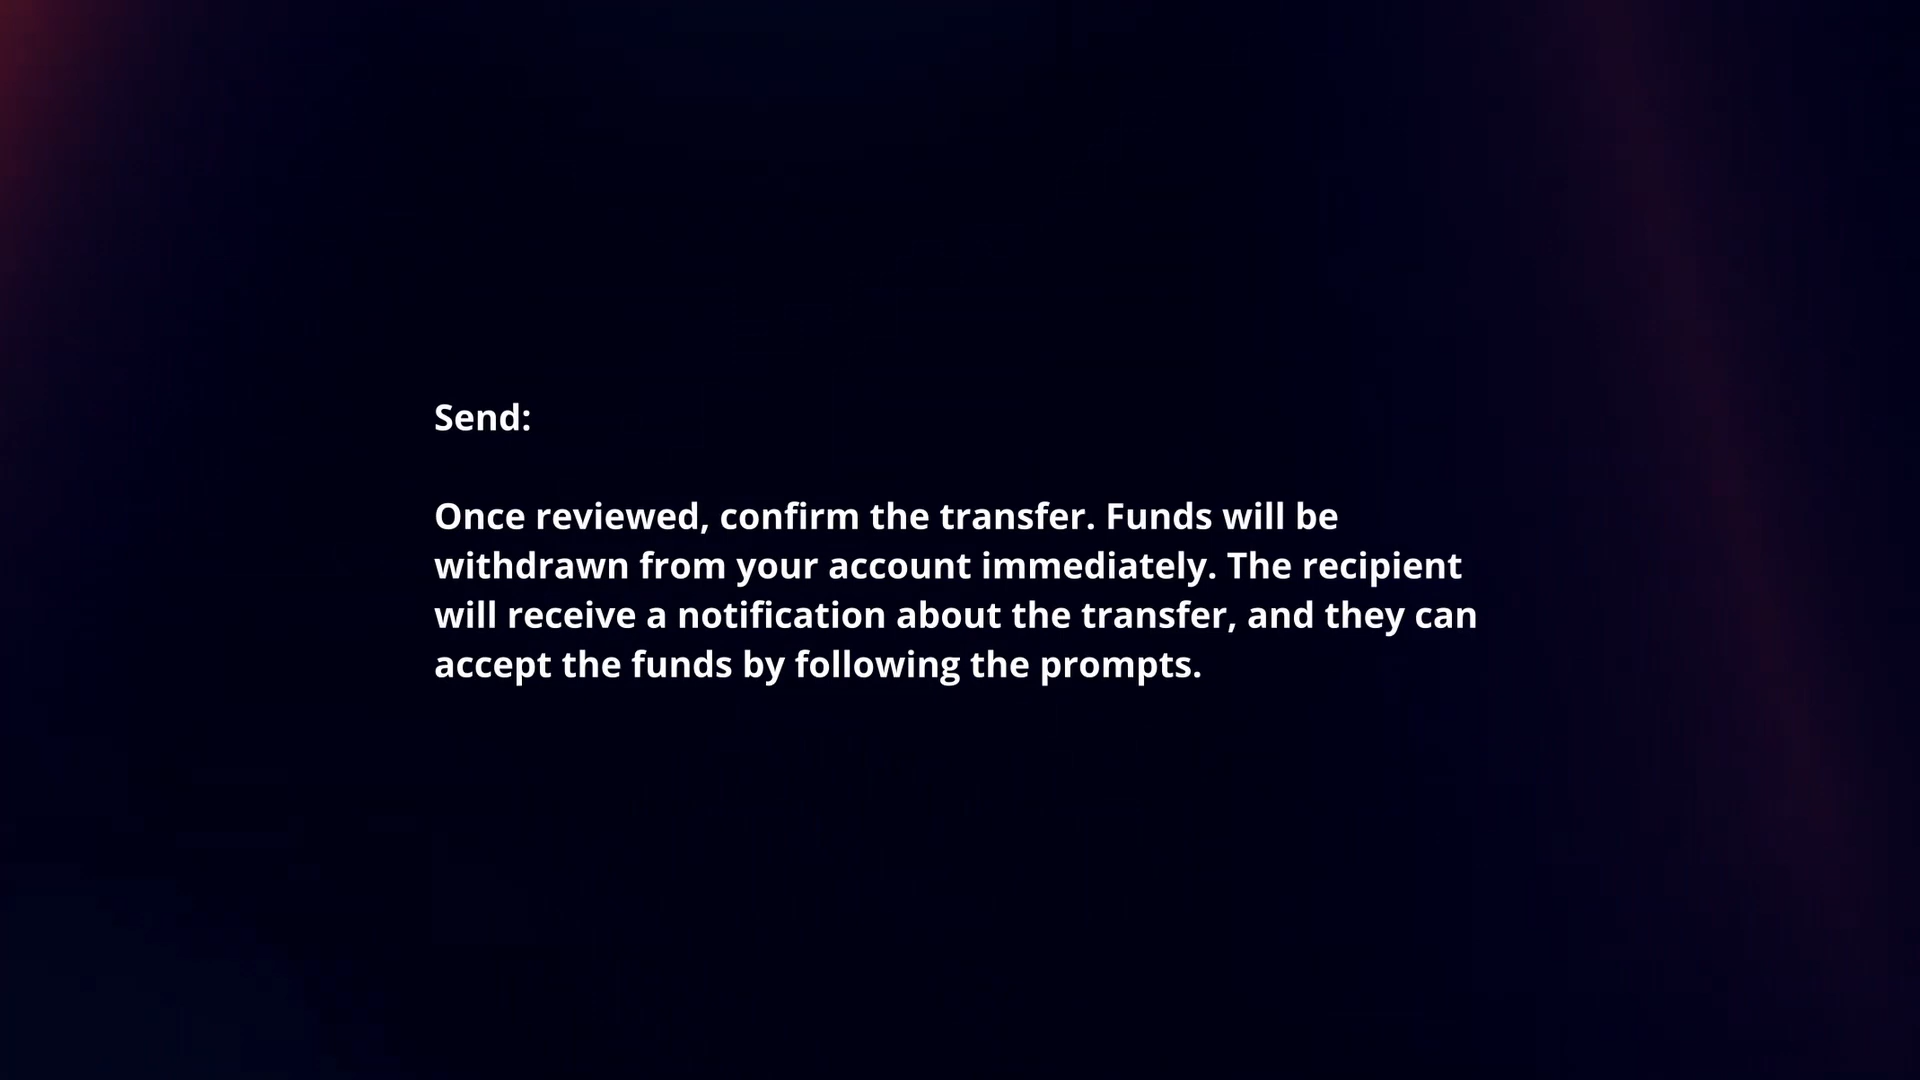 Send:
Once reviewed, confirm the transfer. Funds will be
withdrawn from your account immediately. The recipient
will receive a notification about the transfer, and they can
accept the funds by following the prompts.